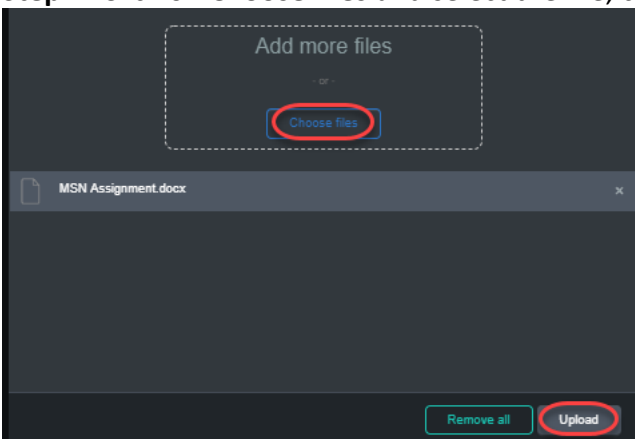 Add more files
- or -
Choose files
MSN Assignment.docx
×
Remove all
Upload